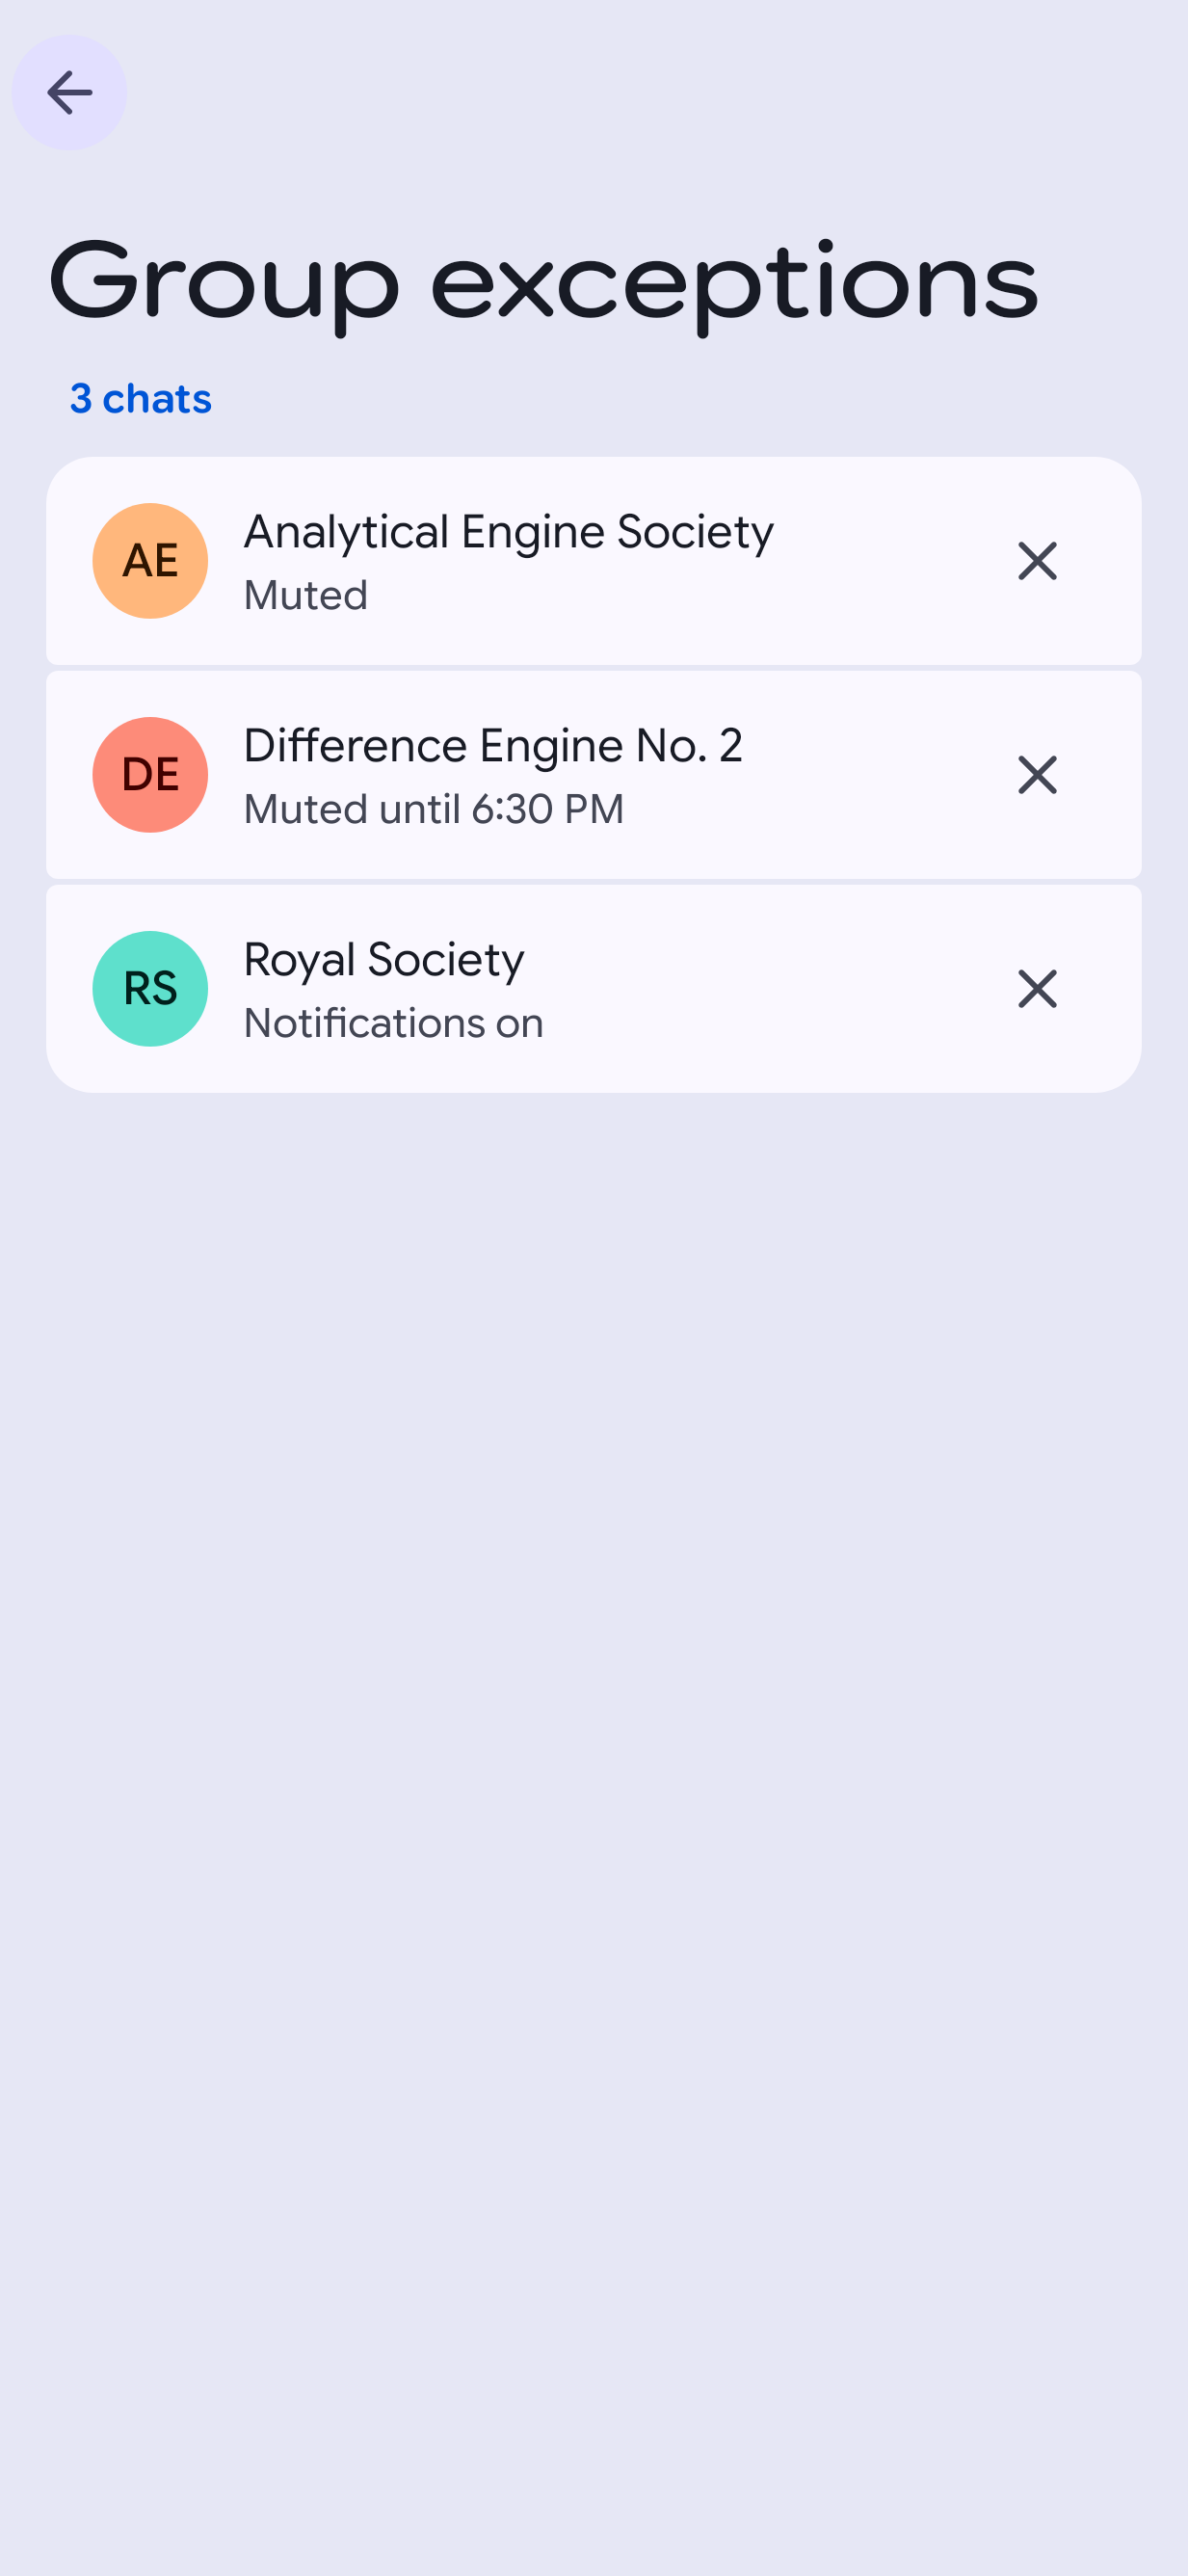 Group exceptions
3 chats
AE
Analytical Engine Society
Muted
DE
Difference Engine No. 2
Muted until 6:30 PM
RS
Royal Society
Notifications on